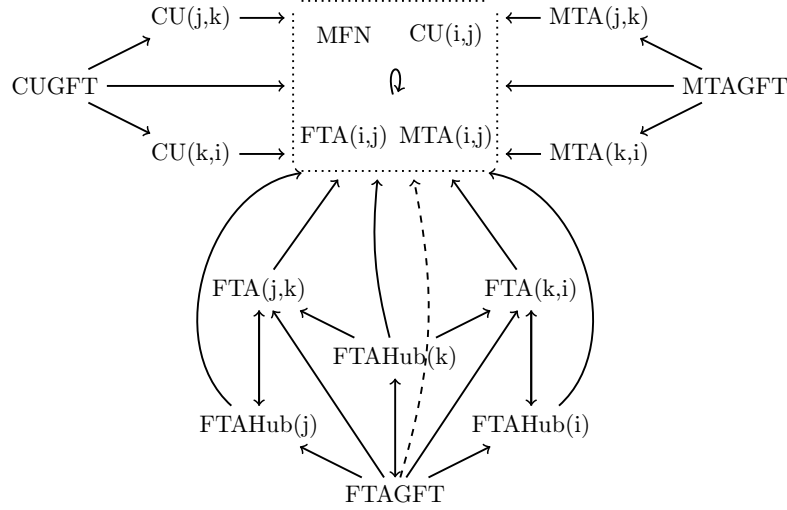 CU(j,k) MTA(j,k)
MFN CU(i,j)
CUGFT MTAGFT
FTA(i,j) MTA(i,j)
CU(k,i) MTA(k,i)
FTA(j,k) FTA(k,i)
FTAHub(k)
FTAHub(j) FTAHub(i)
FTAGFT